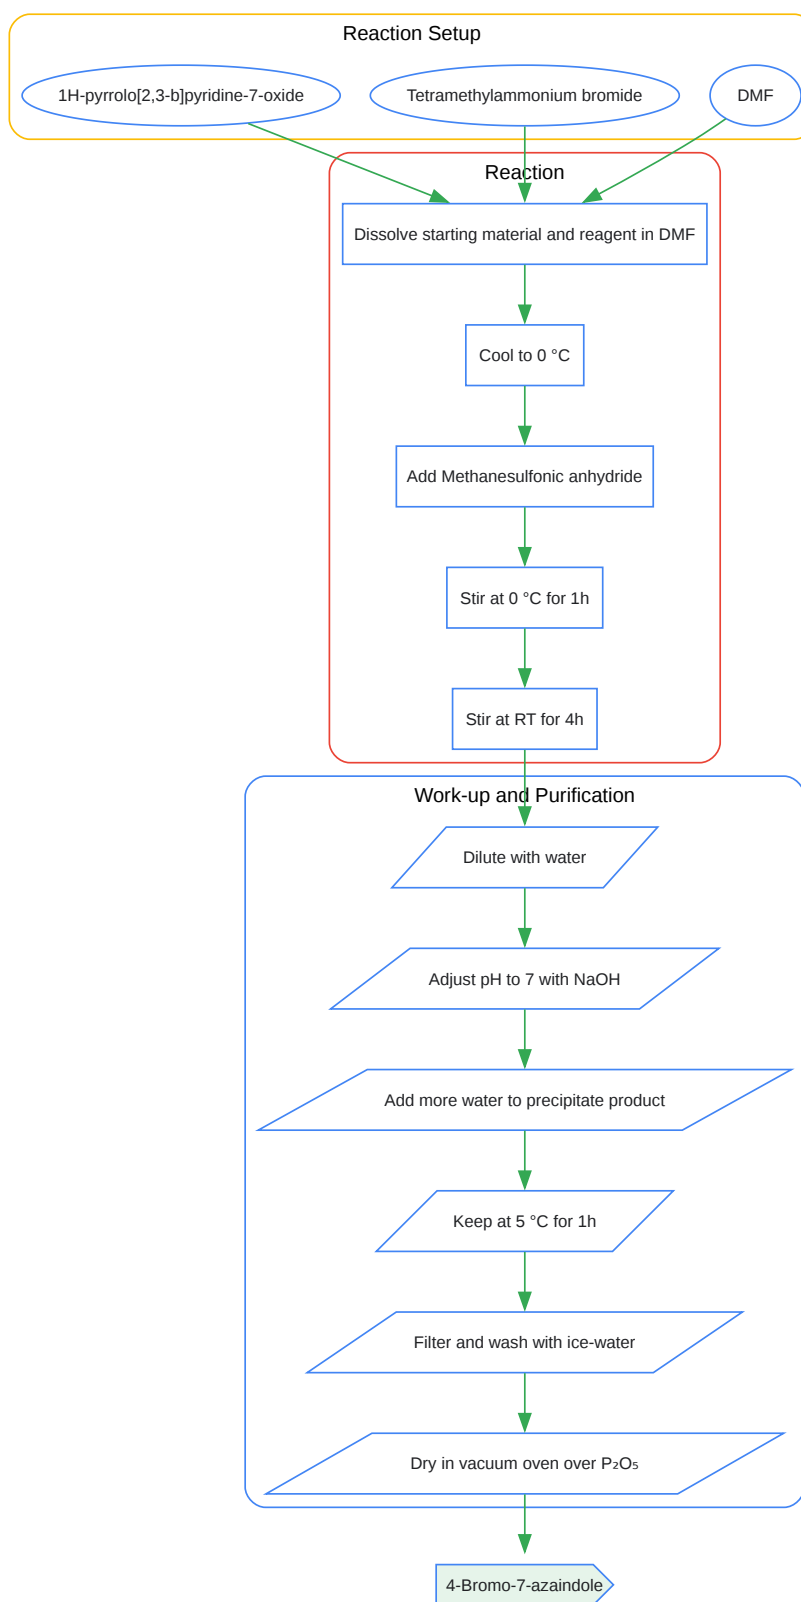 Reaction Setup
1H-pyrrolo[2,3-b]pyridine-7-oxide
Tetramethylammonium bromide
DMF
Reaction
Dissolve starting material and reagent in DMF
Cool to 0 °C
Add Methanesulfonic anhydride
Stir at 0 °C for 1h
Stir at RT for 4h
Work-up and Purification
Dilute with water
Adjust pH to 7 with NaOH
Add more water to precipitate product
Keep at 5 °C for 1h
Filter and wash with ice-water
Dry in vacuum oven over P₂O₅
4-Bromo-7-azaindole